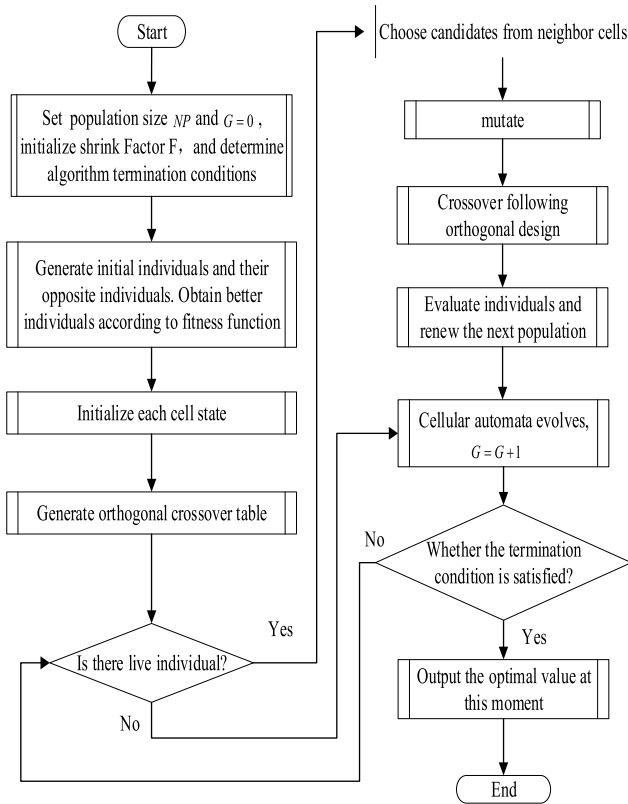 Start
Set population size NP and G = 0 ,
initialize shrink Factor F, and determine
algorithm termination conditions
Generate initial individuals and their
opposite individuals. Obtain better
individuals according to fitness function
Initialize each cell state
Generate orthogonal crossover table
Is there live individual?
Yes
No
Choose candidates from neighbor cells
mutate
Crossover following
orthogonal design
Evaluate individuals and
renew the next population
Cellular automata evolves,
G = G +1
Whether the termination
condition is satisfied?
No
Yes
Output the optimal value at
this moment
End